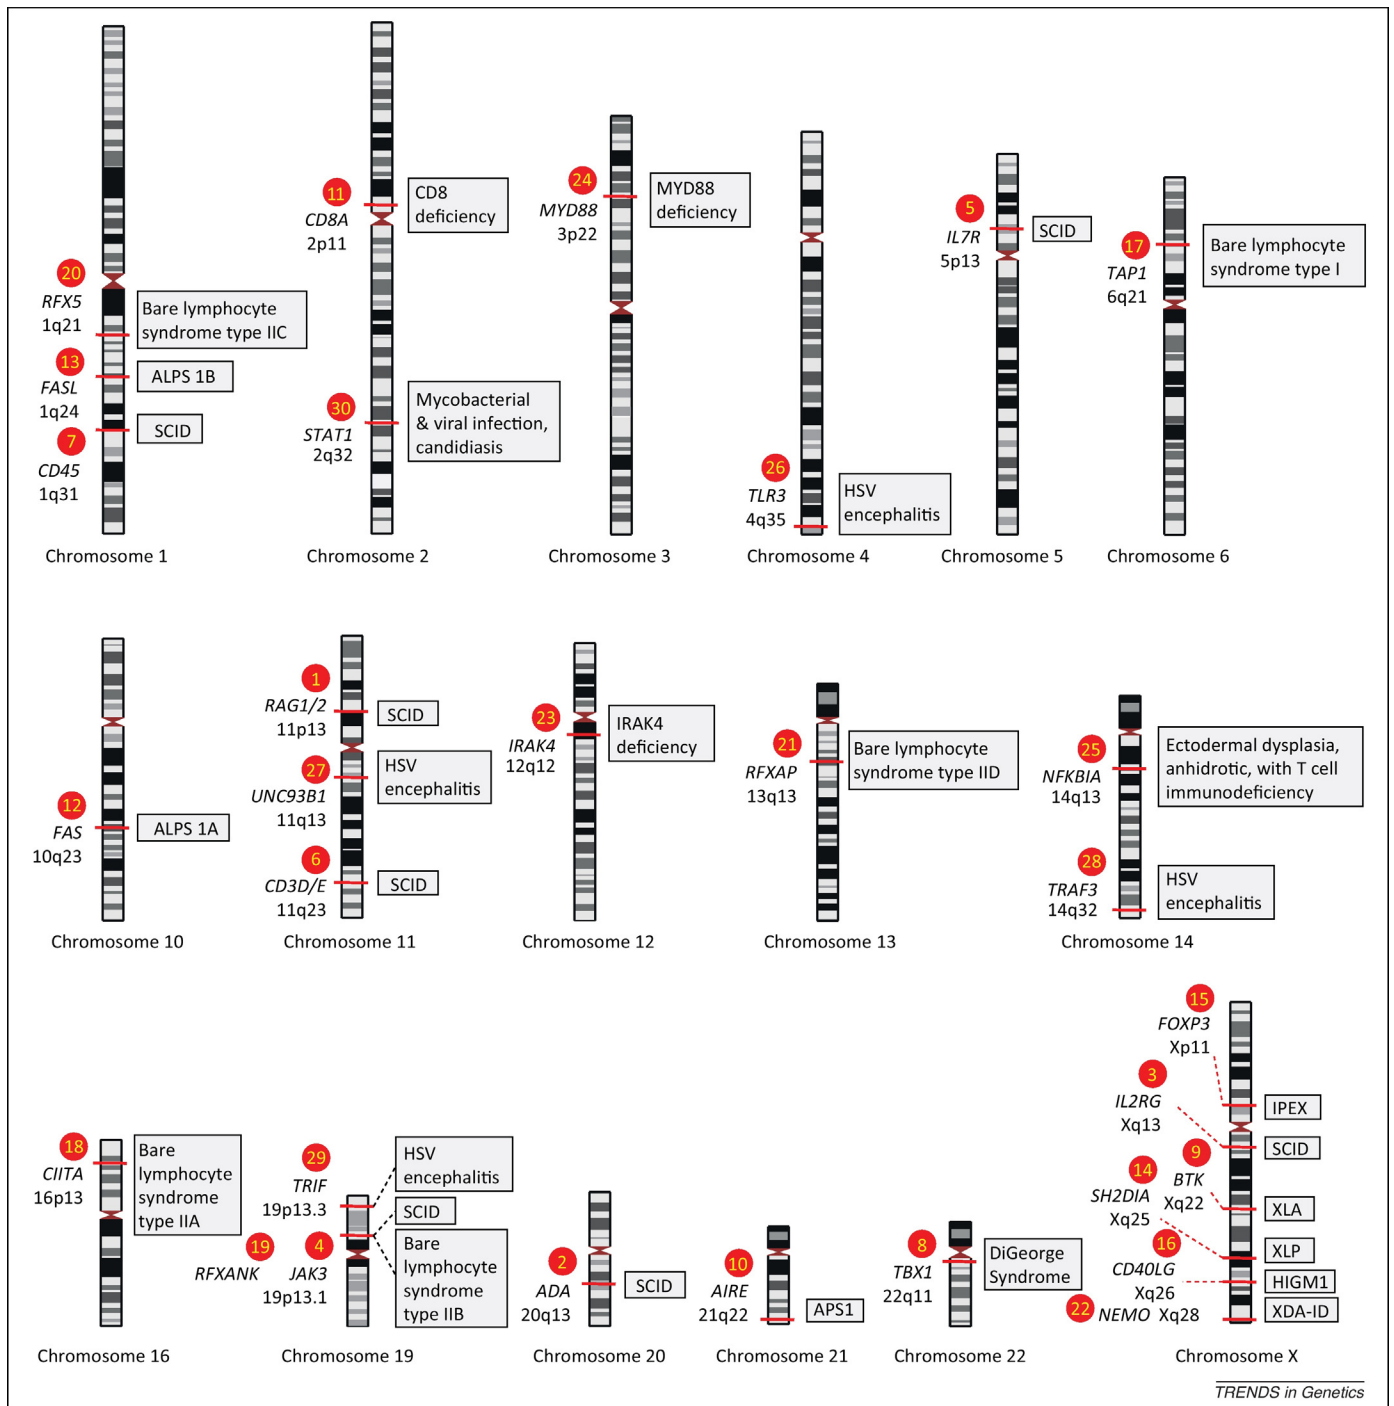 20
RFX5
1q21
Bare lymphocyte
syndrome type IIC
13
FASL
1q24
ALPS 1B
7
CD45
1q31
SCID
Chromosome 1
11
CD8A
2p11
CD8
deficiency
30
STAT1
2q32
Mycobacterial
& viral infection,
candidiasis
Chromosome 2
24
MYD88
3p22
MYD88
deficiency
Chromosome 3
26
TLR3
4q35
HSV
encephalitis
Chromosome 4
5
IL7R
5p13
SCID
Chromosome 5
17
TAP1
6q21
Bare lymphocyte
syndrome type I
Chromosome 6
12
FAS
10q23
ALPS 1A
Chromosome 10
1
RAG1/2
11p13
SCID
27
UNC93B1
11q13
HSV
encephalitis
6
CD3D/E
11q23
SCID
Chromosome 11
23
IRAK4
12q12
IRAK4
deficiency
Chromosome 12
21
RFXAP
13q13
Bare lymphocyte
syndrome type IID
Chromosome 13
25
NFKBIA
14q13
Ectodermal dysplasia,
anhidrotic, with T cell
immunodeficiency
28
TRAF3
14q32
HSV
encephalitis
Chromosome 14
18
CIITA
16p13
Bare
lymphocyte
syndrome
type IIA
Chromosome 16
29
TRIF
19p13.3
HSV
encephalitis
19
RFXANK
4
JAK3
19p13.1
SCID
Bare
lymphocyte
syndrome
type IIB
Chromosome 19
2
ADA
20q13
SCID
Chromosome 20
10
AIRE
21q22
APS1
Chromosome 21
8
TBX1
22q11
DiGeorge
Syndrome
Chromosome 22
15
FOXP3
Xp11
IPEX
3
IL2RG
Xq13
SCID
9
BTK
Xq22
XLA
14
SH2DIA
Xq25
XLP
16
CD40LG
Xq26
HIGM1
22
NEMO Xq28
XDA-ID
Chromosome X
TRENDS in Genetics